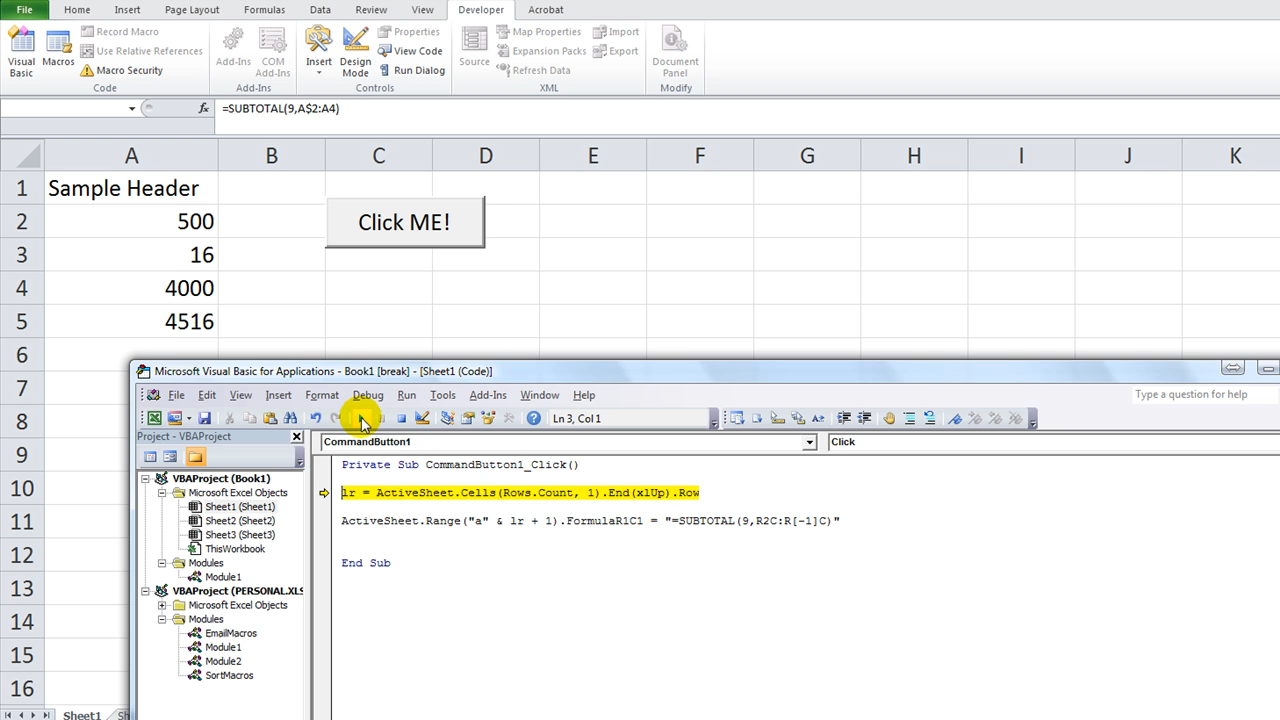 File Home Insert Page Layout Formulas Data Review View Developer Acrobat
Visual Basic
Macros
Record Macro
Use Relative References
Macro Security
Code
Add-Ins
COM Add-Ins
Add-Ins
Insert
Design Mode
Properties
View Code
Run Dialog
Controls
Source
Map Properties
Expansion Packs
Refresh Data
Import
Export
XML
Document Panel
Modify
fx =SUBTOTAL(9,A$2:A4)
A B C D E F G H I J K
1 Sample Header
2 500
Click ME!
3 16
4 4000
5 4516
6
7
8
9
10
11
12
13
14
15
16
Microsoft Visual Basic for Applications - Book1 [break] - [Sheet1 (Code)]
File Edit View Insert Format Debug Run Tools Add-Ins Window Help
Type a question for help
Ln 3, Col 1
Project - VBAProject
CommandButton1
Click
VBAProject (Book1)
Microsoft Excel Objects
Sheet1 (Sheet1)
Sheet2 (Sheet2)
Sheet3 (Sheet3)
ThisWorkbook
Modules
Module1
VBAProject (PERSONAL.XLS
Microsoft Excel Objects
Modules
EmailMacros
Module1
Module2
SortMacros
Private Sub CommandButton1_Click()
lr = ActiveSheet.Cells(Rows.Count, 1).End(xlUp).Row
ActiveSheet.Range("a" & lr + 1).FormulaR1C1 = "=SUBTOTAL(9,R2C:R[-1]C)"
End Sub
Sheet1